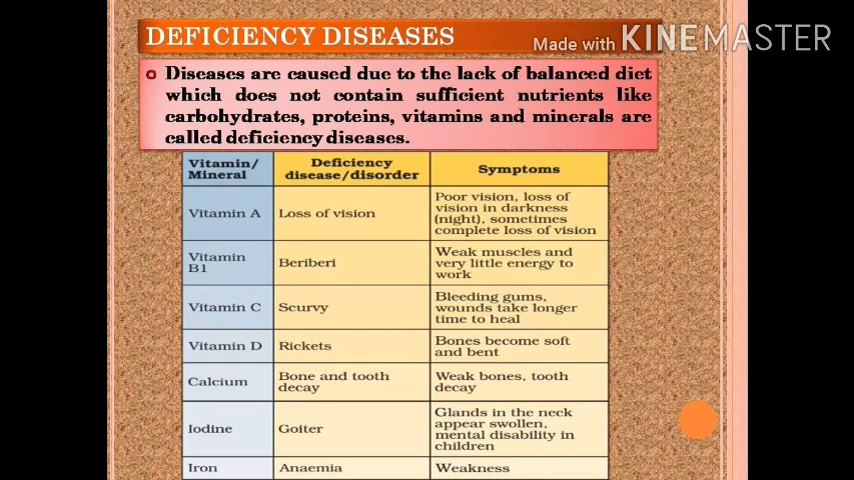 DEFICIENCY DISEASES
Made with KINEMASTER
Diseases are caused due to the lack of balanced diet
which does not contain sufficient nutrients like
carbohydrates, proteins, vitamins and minerals are
called deficiency diseases.
Vitamin/
Mineral
Deficiency
disease/disorder
Symptoms
Vitamin A
Loss of vision
Poor vision, loss of
vision in darkness
(night), sometimes
complete loss of vision
Vitamin
B1
Beriberi
Weak muscles and
very little energy to
work
Vitamin C
Scurvy
Bleeding gums,
wounds take longer
time to heal
Vitamin D
Rickets
Bones become soft
and bent
Calcium
Bone and tooth
decay
Weak bones, tooth
decay
Iodine
Goiter
Glands in the neck
appear swollen,
mental disability in
children
Iron
Anaemia
Weakness